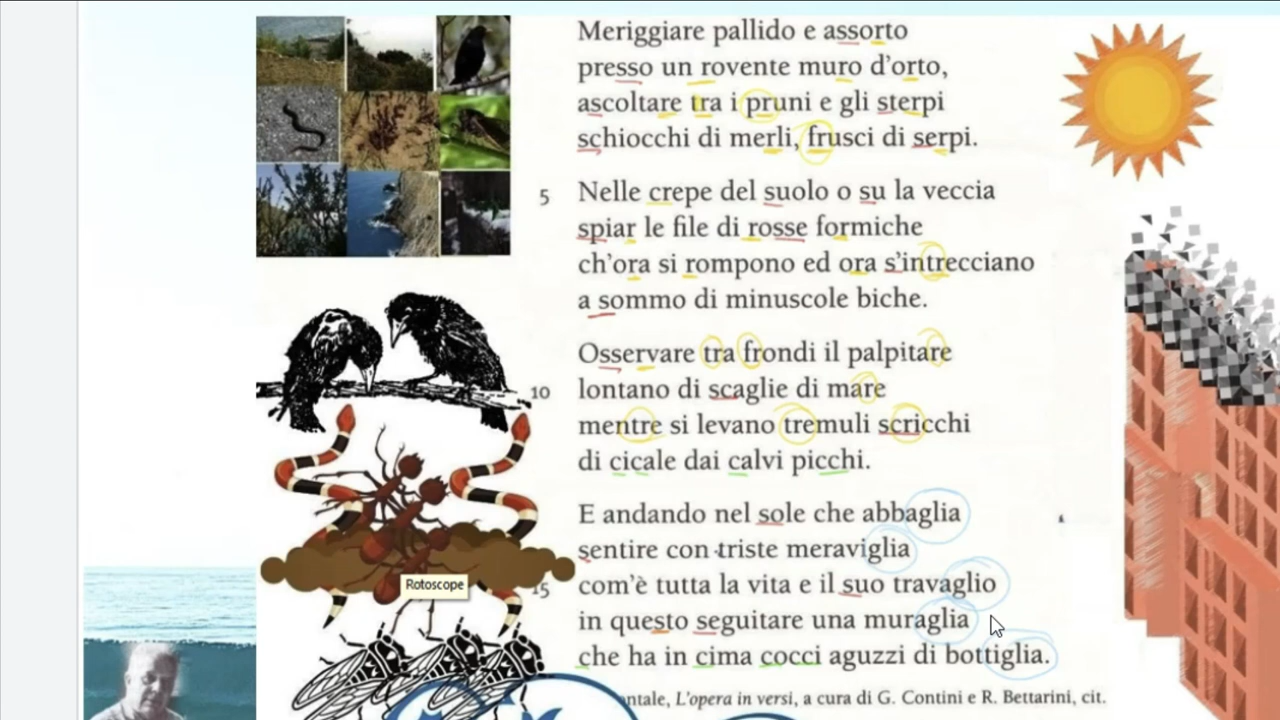 Meriggiare pallido e assorto
presso un rovente muro d'orto,
ascoltare tra i pruni e gli sterpi
schiocchi di merli, frusci di serpi.
5 Nelle crepe del suolo o su la veccia
spiar le file di rosse formiche
ch'ora si rompono ed ora s'intrecciano
a sommo di minuscole biche.
Osservare tra frondi il palpitare
10 lontano di scaglie di mare
mentre si levano tremuli scricchi
di cicale dai calvi picchi.
E andando nel sole che abbaglia
sentire con triste meraviglia
15 com'è tutta la vita e il suo travaglio
in questo seguitare una muraglia
che ha in cima cocci aguzzi di bottiglia.
ntale, L'opera in versi, a cura di G. Contini e R. Bettarini, cit.
Rotoscope